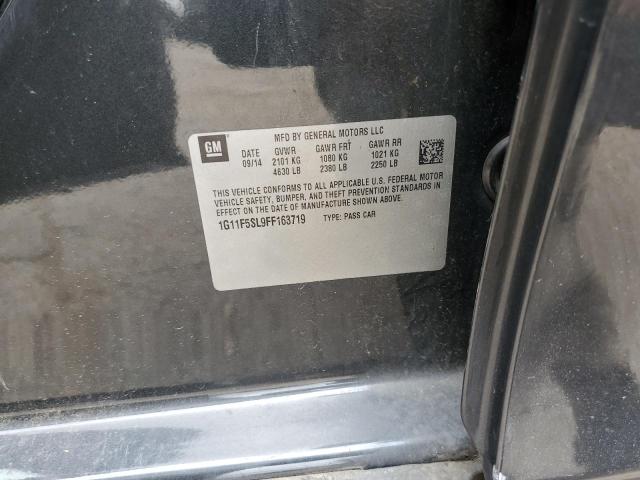 MFD BY GENERAL MOTORS LLC
GM DATE GVWR GAWR FRT GAWR RR
09/14 2101 KG 1080 KG 1021 KG
4630 LB 2380 LB 2250 LB
THIS VEHICLE CONFORMS TO ALL APPLICABLE U.S. FEDERAL MOTOR
VEHICLE SAFETY, BUMPER, AND THEFT PREVENTION STANDARDS IN
EFFECT ON THE DATE OF MANUFACTURE SHOWN ABOVE.
1G11F5SL9FF163719 TYPE: PASS CAR